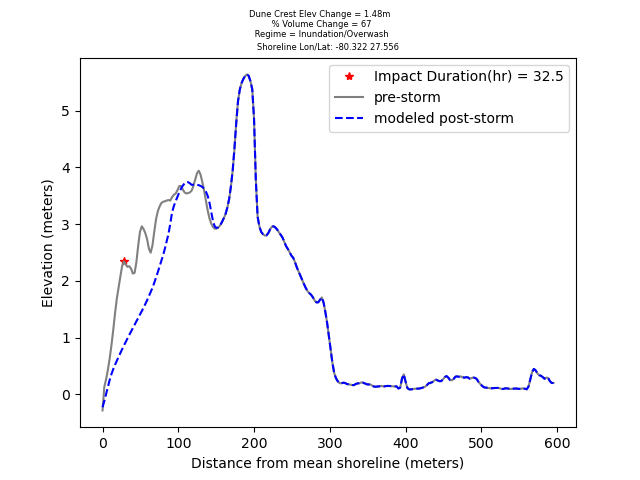 Dune Crest Elev Change = 1.48m
% Volume Change = 67
Regime = Inundation/Overwash
Shoreline Lon/Lat: -80.322 27.556
Impact Duration(hr) = 32.5
pre-storm
modeled post-storm
Elevation (meters)
5
4
3
2
1
0
0 100 200 300 400 500 600
Distance from mean shoreline (meters)